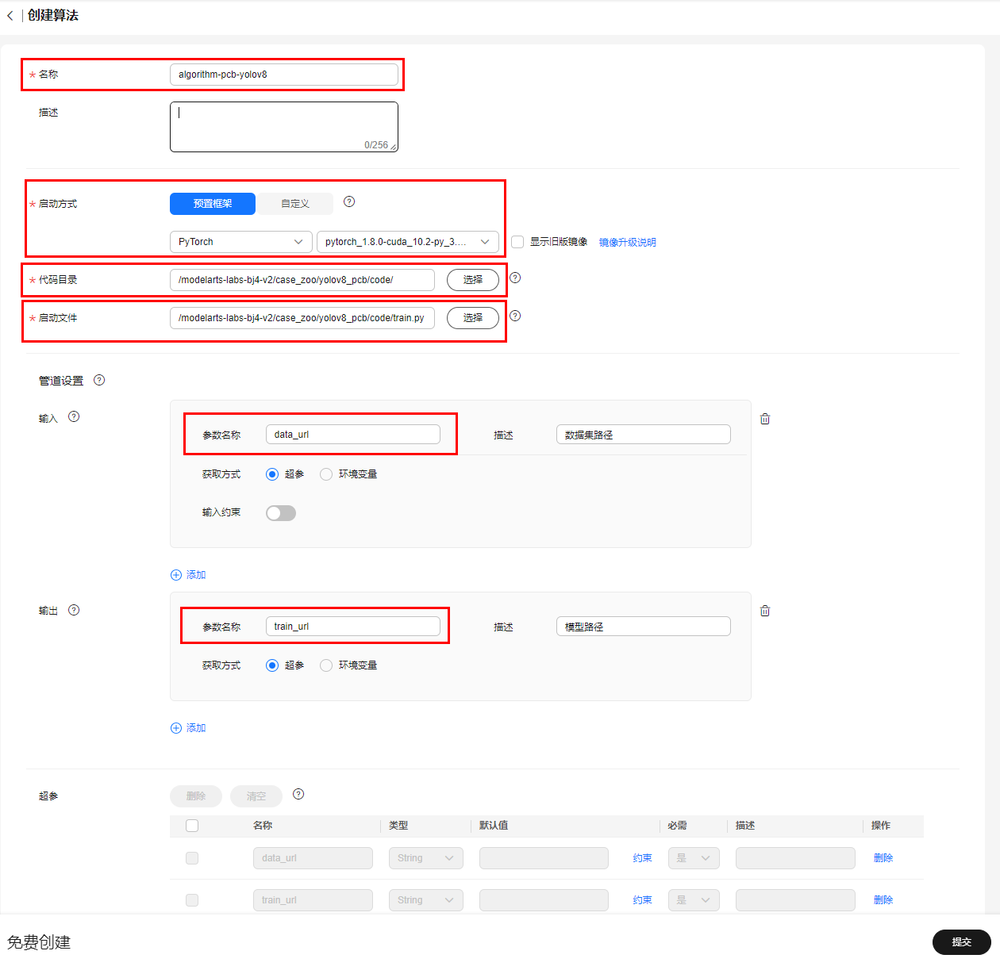 创建算法
* 名称 algorithm-pcb-yolov8
描述
0/256
* 启动方式 预置框架 自定义
PyTorch pytorch_1.8.0-cuda_10.2-py_3.... 显示旧版镜像 镜像升级说明
* 代码目录 /modelarts-labs-bj4-v2/case_zoo/yolov8_pcb/code/ 选择
* 启动文件 /modelarts-labs-bj4-v2/case_zoo/yolov8_pcb/code/train.py 选择
管道设置
输入
参数名称 data_url 描述 数据集路径
获取方式 超参 环境变量
输入约束
添加
输出
参数名称 train_url 描述 模型路径
获取方式 超参 环境变量
添加
超参 删除 清空
名称 类型 默认值 必需 描述 操作
data_url String 约束 是 删除
train_url String 约束 是 删除
免费创建 提交